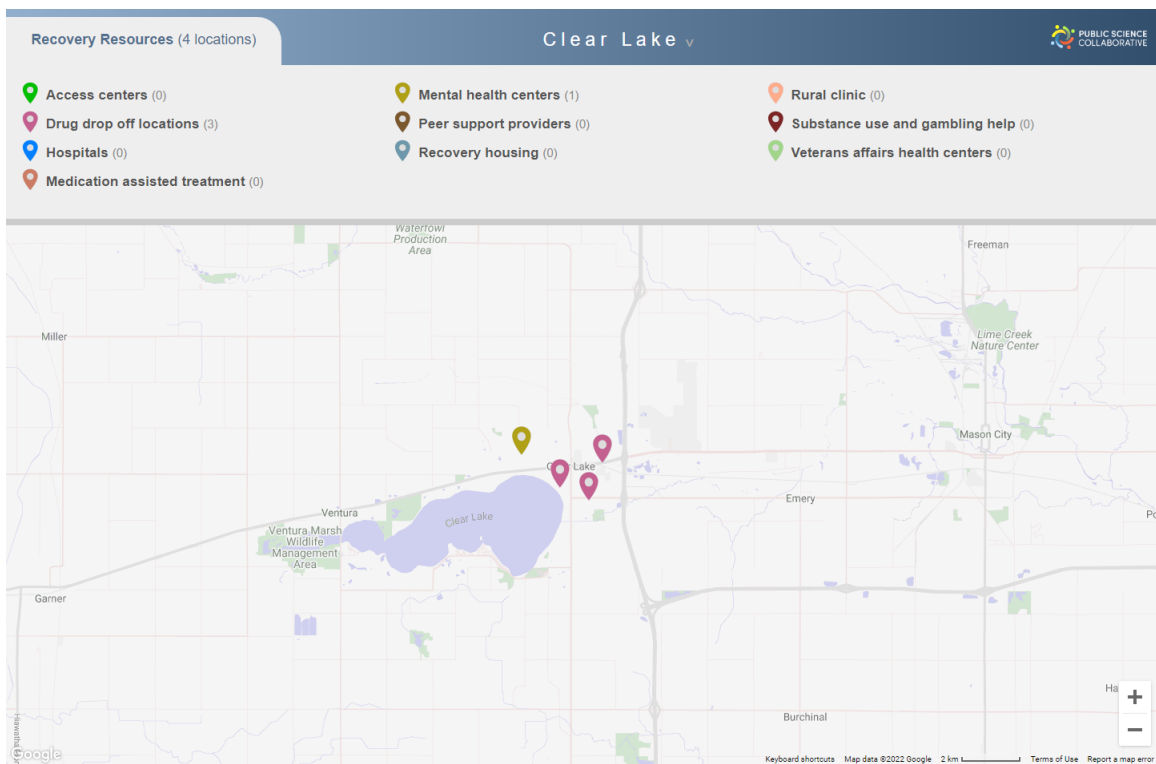 Recovery Resources (4 locations)
Clear Lake v
PUBLIC SCIENCE
COLLABORATIVE
Access centers (0)
Drug drop off locations (3)
Hospitals (0)
Medication assisted treatment (0)
Mental health centers (1)
Peer support providers (0)
Recovery housing (0)
Rural clinic (0)
Substance use and gambling help (0)
Veterans affairs health centers (0)
Waterfowl
Production
Area
Freeman
Miller
Lime Creek
Nature Center
Mason City
Lake
Emery
Ventura
Clear Lake
Ventura Marsh
Wildlife
Management
Area
Garner
Burchinal
Google
Keyboard shortcuts
Map data ©2022 Google
2 km
Terms of Use
Report a map error